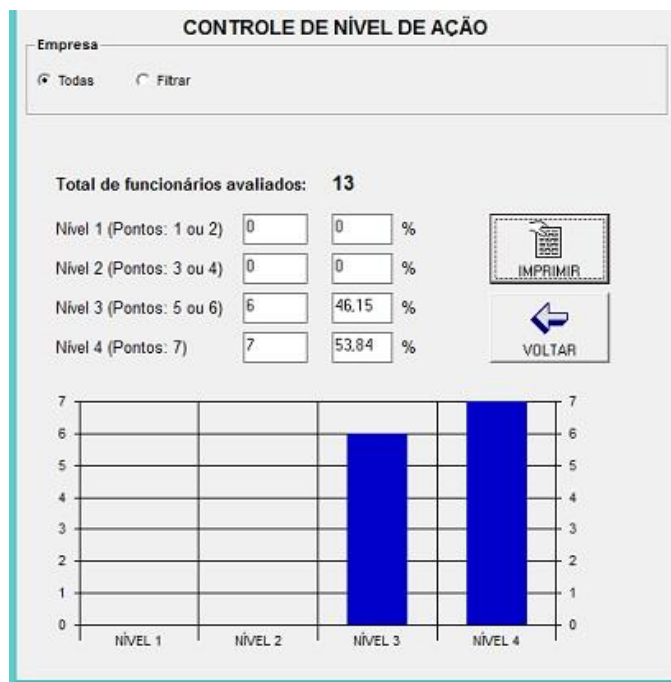 CONTROLE DE NÍVEL DE AÇÃO
Empresa
Todas Filtrar
Total de funcionários avaliados: 13
Nível 1 (Pontos: 1 ou 2) 0 0 %
Nível 2 (Pontos: 3 ou 4) 0 0 %
IMPRIMIR
Nível 3 (Pontos: 5 ou 6) 6 46,15 %
Nível 4 (Pontos: 7) 7 53,84 %
VOLTAR
7 7
6 6
5 5
4 4
3 3
2 2
1 1
0 0
NÍVEL 1 NÍVEL 2 NÍVEL 3 NÍVEL 4